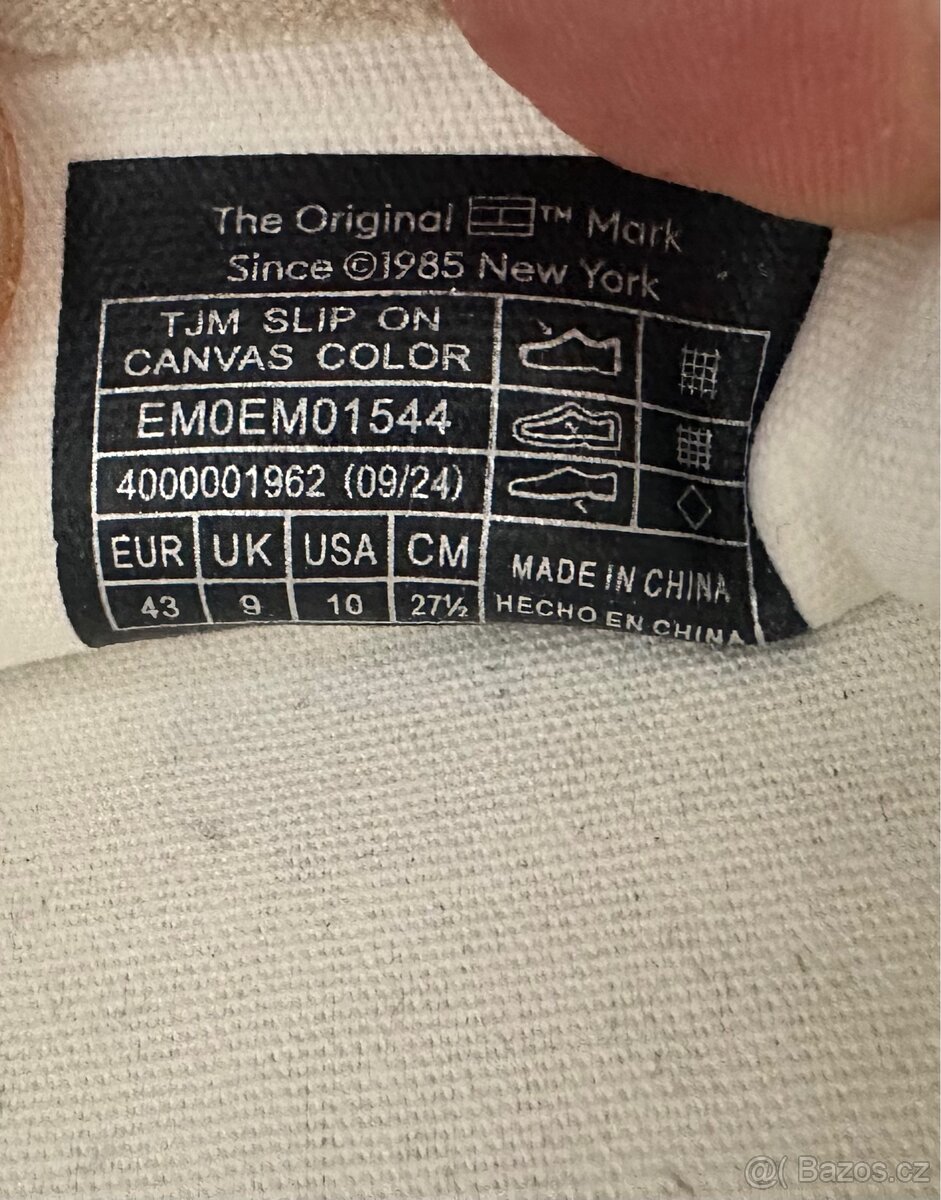 The Original ™ Mark
Since ©1985 New York
TJM SLIP ON
CANVAS COLOR
EM0EM01544
4000001962 (09/24)
EUR UK USA CM
43 9 10 27½
MADE IN CHINA
HECHO EN CHINA
@( Bazos.cz